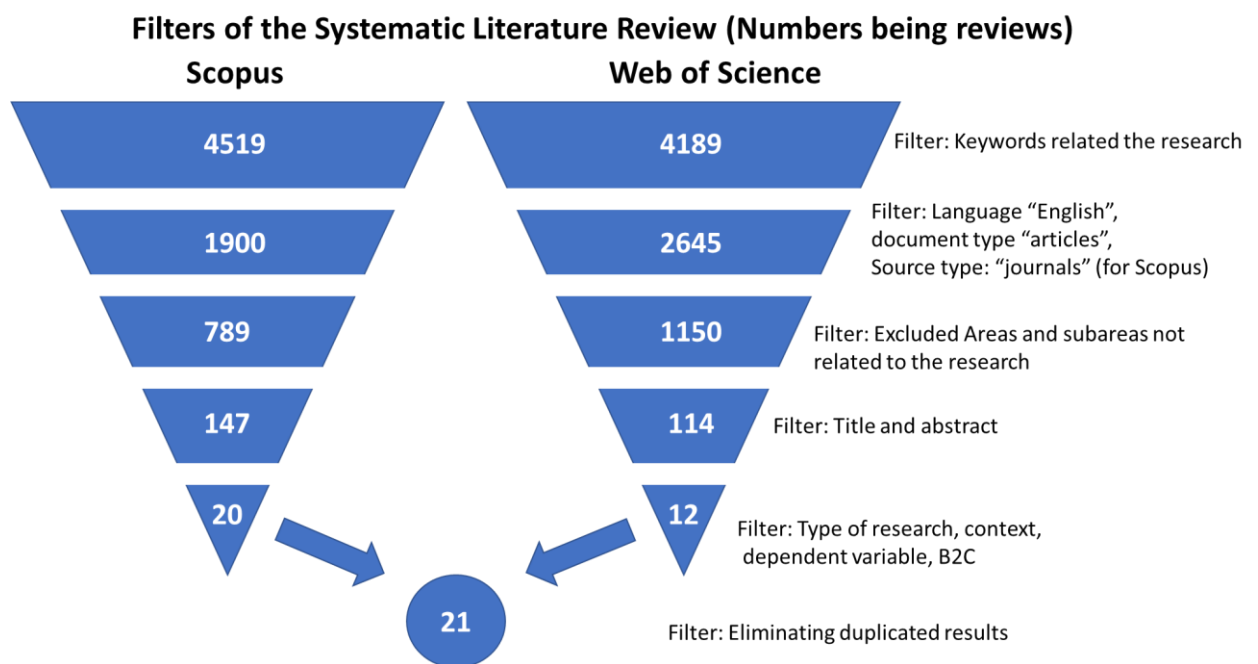 Filters of the Systematic Literature Review (Numbers being reviews)
Scopus
Web of Science
4519
4189
Filter: Keywords related the research
1900
2645
Filter: Language “English”,
document type “articles”,
Source type: “journals” (for Scopus)
789
1150
Filter: Excluded Areas and subareas not
related to the research
147
114
Filter: Title and abstract
20
12
Filter: Type of research, context,
dependent variable, B2C
21
Filter: Eliminating duplicated results